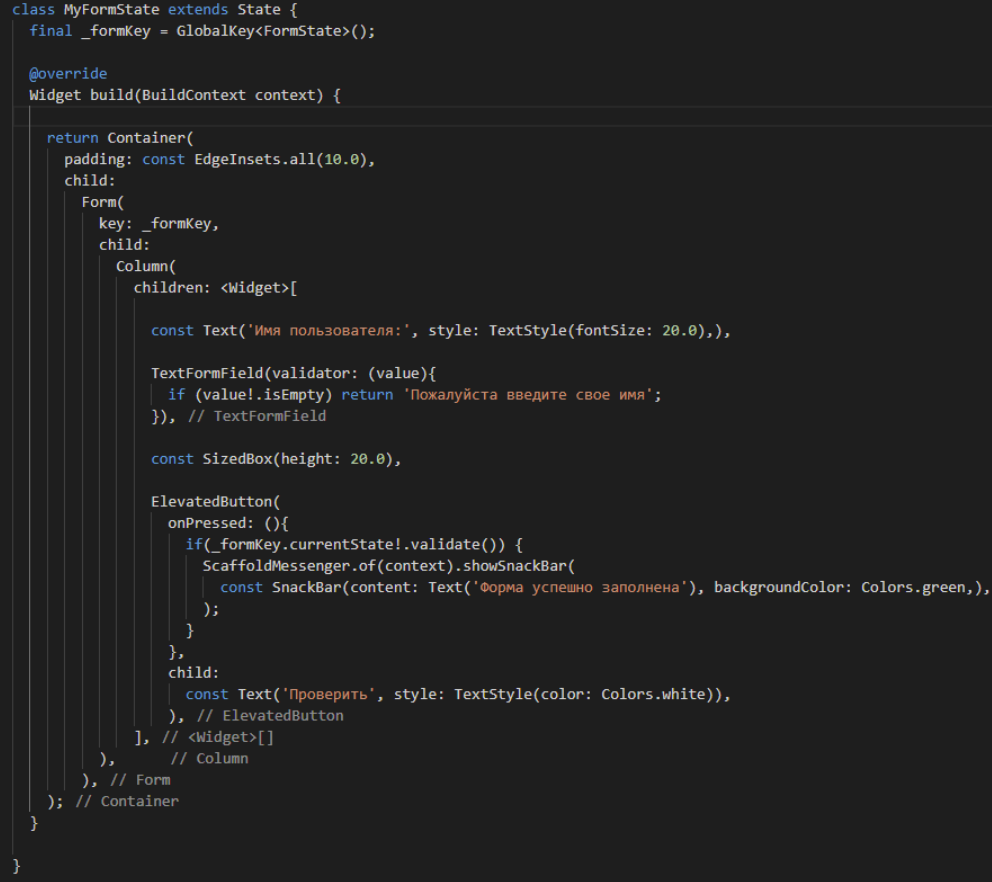 class MyFormState extends State {
  final _formKey = GlobalKey<FormState>();

  @override
  Widget build(BuildContext context) {

    return Container(
      padding: const EdgeInsets.all(10.0),
      child:
        Form(
          key: _formKey,
          child:
            Column(
              children: <Widget>[

                const Text('Имя пользователя:', style: TextStyle(fontSize: 20.0),),

                TextFormField(validator: (value){
                  if (value!.isEmpty) return 'Пожалуйста введите свое имя';
                }), // TextFormField

                const SizedBox(height: 20.0),

                ElevatedButton(
                  onPressed: (){
                    if(_formKey.currentState!.validate()) {
                      ScaffoldMessenger.of(context).showSnackBar(
                        const SnackBar(content: Text('Форма успешно заполнена'), backgroundColor: Colors.green,),
                      );
                    }
                  },
                  child:
                    const Text('Проверить', style: TextStyle(color: Colors.white)),
                  ), // ElevatedButton
              ], // <Widget>[]
          ),      // Column
        ), // Form
    ); // Container
  }

}